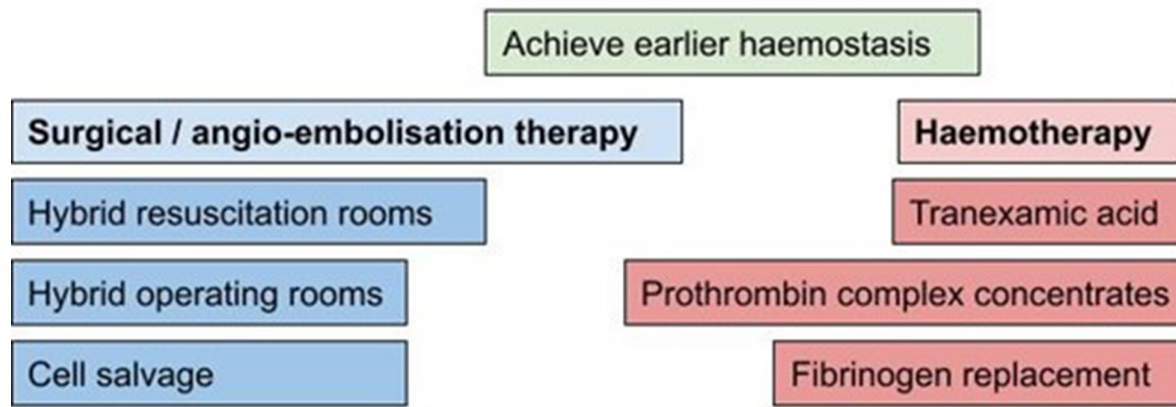 Achieve earlier haemostasis
Surgical / angio-embolisation therapy
Haemotherapy
Hybrid resuscitation rooms
Tranexamic acid
Hybrid operating rooms
Prothrombin complex concentrates
Cell salvage
Fibrinogen replacement